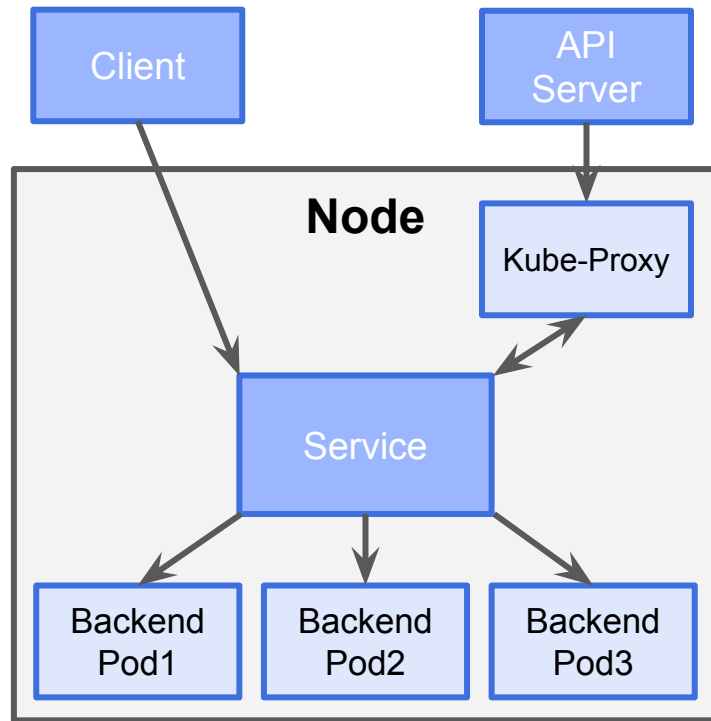 Client
API
Server
Node
Kube-Proxy
Service
Backend
Pod1
Backend
Pod2
Backend
Pod3